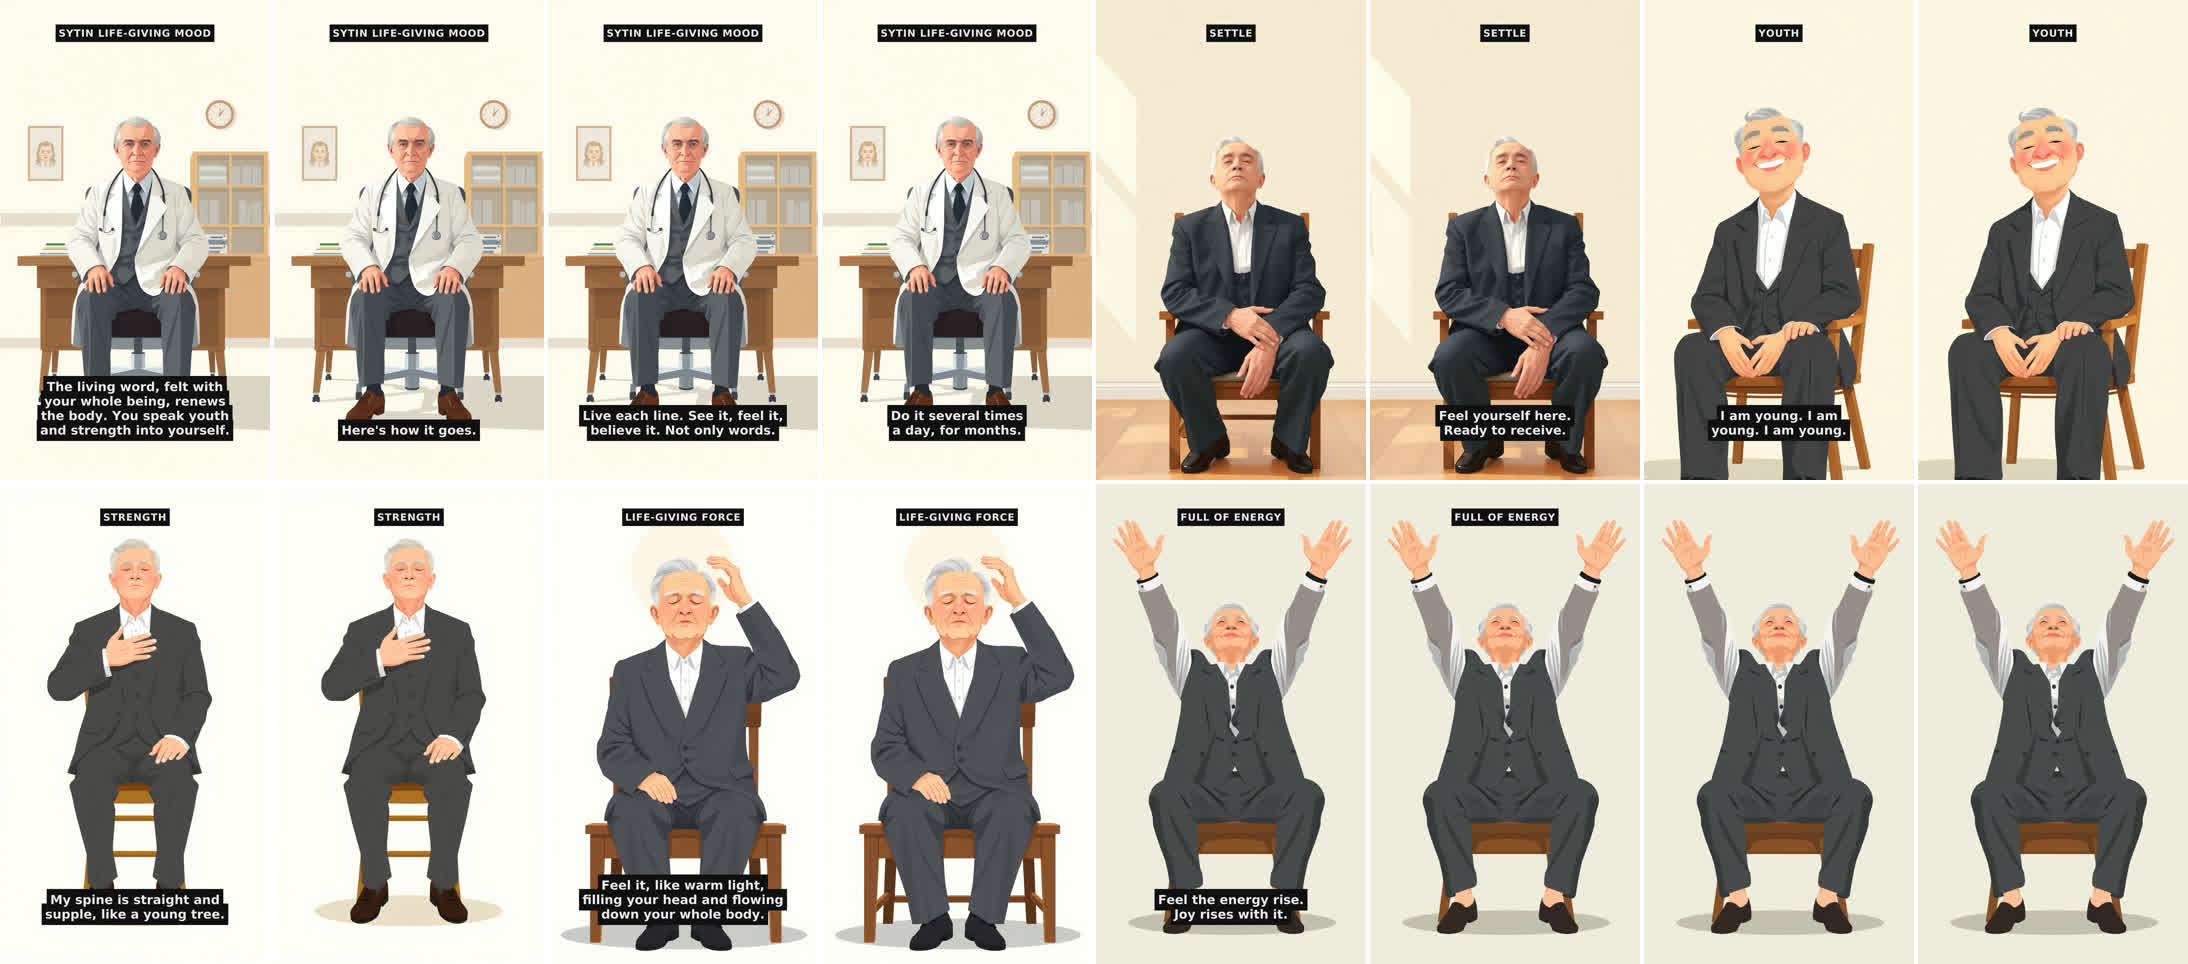 SYTIN LIFE-GIVING MOOD
The living word, felt with
your whole being, renews
the body. You speak youth
and strength into yourself.
SYTIN LIFE-GIVING MOOD
Here's how it goes.
SYTIN LIFE-GIVING MOOD
Live each line. See it, feel it,
believe it. Not only words.
SYTIN LIFE-GIVING MOOD
Do it several times
a day, for months.
SETTLE
SETTLE
Feel yourself here.
Ready to receive.
YOUTH
I am young. I am
young. I am young.
YOUTH
STRENGTH
My spine is straight and
supple, like a young tree.
STRENGTH
LIFE-GIVING FORCE
Feel it, like warm light,
filling your head and flowing
down your whole body.
LIFE-GIVING FORCE
FULL OF ENERGY
Feel the energy rise.
Joy rises with it.
FULL OF ENERGY